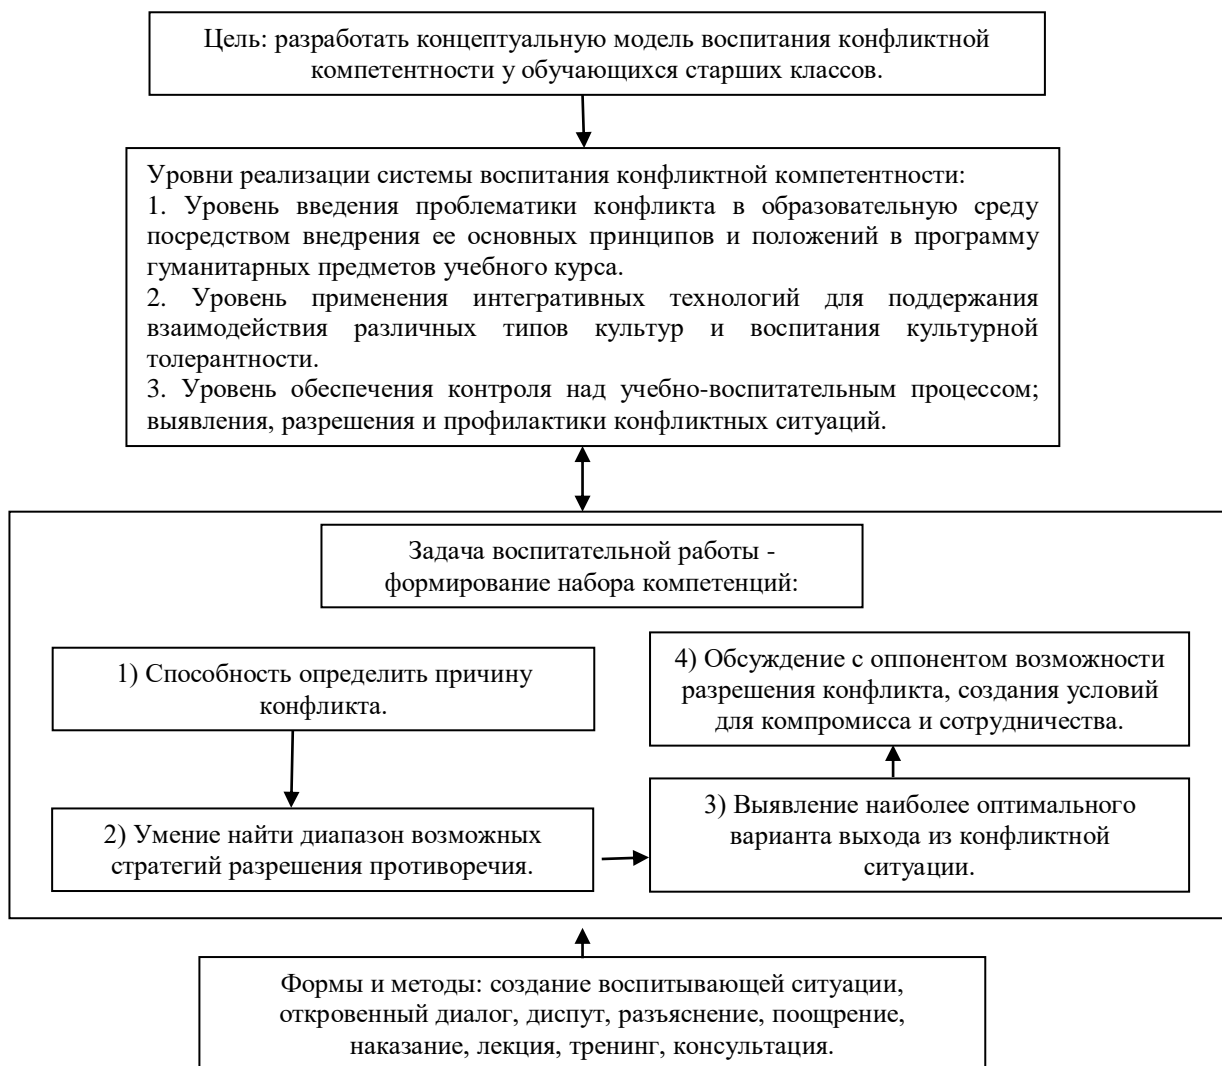 Цель: разработать концептуальную модель воспитания конфликтной
компетентности у обучающихся старших классов.
Уровни реализации системы воспитания конфликтной компетентности:
1. Уровень введения проблематики конфликта в образовательную среду
посредством внедрения ее основных принципов и положений в программу
гуманитарных предметов учебного курса.
2. Уровень применения интегративных технологий для поддержания
взаимодействия различных типов культур и воспитания культурной
толерантности.
3. Уровень обеспечения контроля над учебно-воспитательным процессом;
выявления, разрешения и профилактики конфликтных ситуаций.
Задача воспитательной работы -
формирование набора компетенций:
1) Способность определить причину
конфликта.
2) Умение найти диапазон возможных
стратегий разрешения противоречия.
3) Выявление наиболее оптимального
варианта выхода из конфликтной
ситуации.
4) Обсуждение с оппонентом возможности
разрешения конфликта, создания условий
для компромисса и сотрудничества.
Формы и методы: создание воспитывающей ситуации,
откровенный диалог, диспут, разъяснение, поощрение,
наказание, лекция, тренинг, консультация.